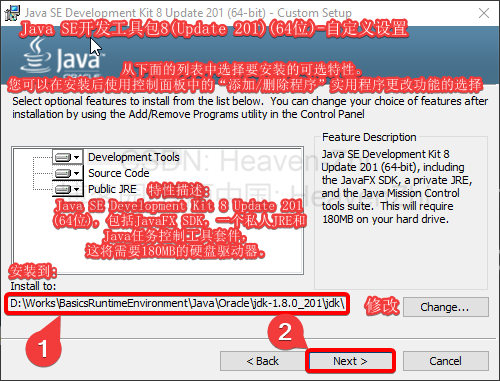 Java SE Development Kit 8 Update 201 (64-bit) - Custom Setup
Java SE开发工具包8(Update 201)(64位)-自定义设置
Java
从下面的列表中选择要安装的可选特性。
您可以在安装后使用控制面板中的“添加/删除程序”实用程序更改功能的选择
Select optional features to install from the list below. You can change your choice of features after
installation by using the Add/Remove Programs utility in the Control Panel
Development Tools
Source Code
Public JRE
特性描述:
Java SE Development Kit 8 Update 201
(64位), 包括JavaFX SDK, 一个私人JRE和
Java任务控制工具套件。
这将需要180MB的硬盘驱动器。
Feature Description
Java SE Development Kit 8
Update 201 (64-bit), including
the JavaFX SDK, a private JRE,
and the Java Mission Control
tools suite. This will require
180MB on your hard drive.
CSDN: Heaven
安装到:
Install to:
D:\Works\BasicsRuntimeEnvironment\Java\Oracle\jdk-1.8.0_201\jdk\
修改
Change...
1
2
< Back
Next >
Cancel